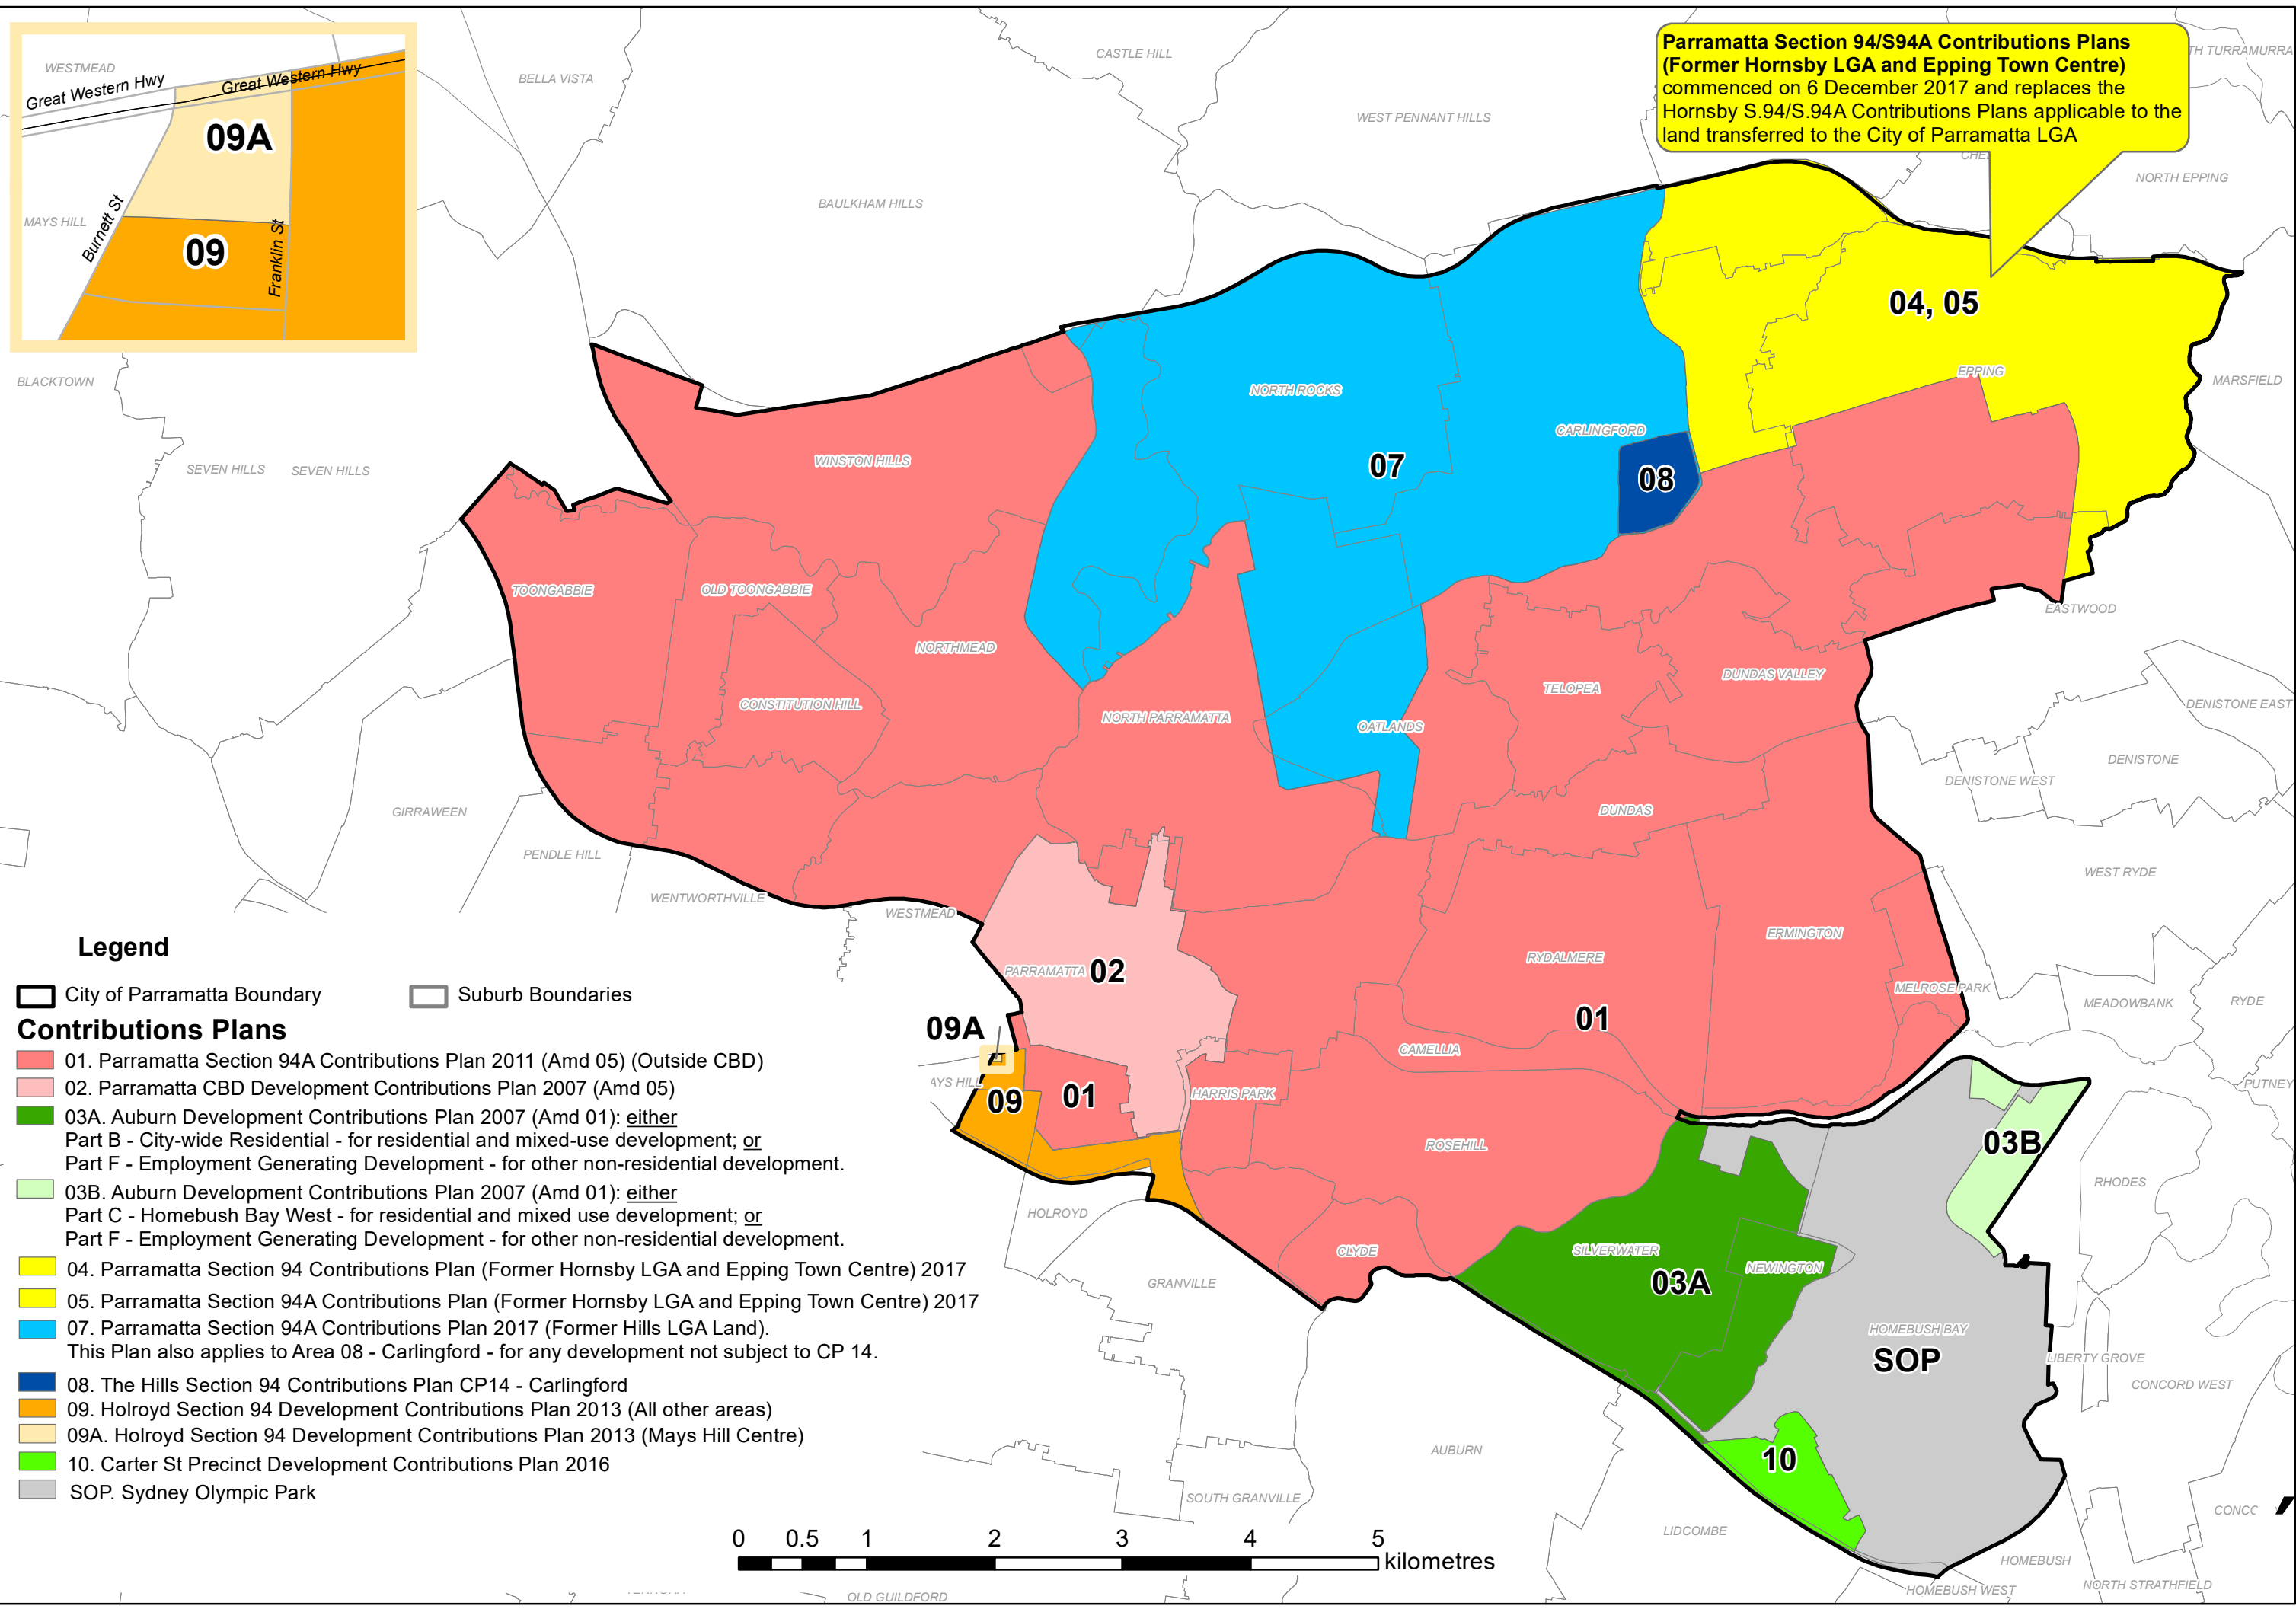 WESTMEAD
Great Western Hwy
Great Western Hwy
09A
MAYS HILL
Burnett St
09
Franklin St
Parramatta Section 94/S94A Contributions Plans
(Former Hornsby LGA and Epping Town Centre)
commenced on 6 December 2017 and replaces the
Hornsby S.94/S.94A Contributions Plans applicable to the
land transferred to the City of Parramatta LGA
CASTLE HILL
BELLA VISTA
WEST PENNANT HILLS
NORTH EPPING
BAULKHAM HILLS
04, 05
BLACKTOWN
EPPING
MARSFIELD
NORTH ROCKS
CARLINGFORD
WINSTON HILLS
07
SEVEN HILLS
SEVEN HILLS
08
TOONGABBIE
OLD TOONGABBIE
EASTWOOD
NORTHMEAD
TELOPEA
DUNDAS VALLEY
CONSTITUTION HILL
NORTH PARRAMATTA
OATLANDS
DENISTONE EAST
DENISTONE
DENISTONE WEST
GIRRAWEEN
DUNDAS
PENDLE HILL
WEST RYDE
WENTWORTHVILLE
WESTMEAD
ERMINGTON
PARRAMATTA
02
RYDALMERE
MELROSE PARK
MEADOWBANK
RYDE
01
09A
CAMELLIA
AYS HILL
09
01
HARRIS PARK
PUTNEY
ROSEHILL
03B
RHODES
HOLROYD
SILVERWATER
CLYDE
NEWINGTON
03A
GRANVILLE
HOMEBUSH BAY
SOP
LIBERTY GROVE
CONCORD WEST
AUBURN
10
SOUTH GRANVILLE
LIDCOMBE
CONCC
HOMEBUSH
HOMEBUSH WEST
NORTH STRATHFIELD
OLD GUILDFORD
Legend
City of Parramatta Boundary
Suburb Boundaries
Contributions Plans
01. Parramatta Section 94A Contributions Plan 2011 (Amd 05) (Outside CBD)
02. Parramatta CBD Development Contributions Plan 2007 (Amd 05)
03A. Auburn Development Contributions Plan 2007 (Amd 01): either
Part B - City-wide Residential - for residential and mixed-use development; or
Part F - Employment Generating Development - for other non-residential development.
03B. Auburn Development Contributions Plan 2007 (Amd 01): either
Part C - Homebush Bay West - for residential and mixed use development; or
Part F - Employment Generating Development - for other non-residential development.
04. Parramatta Section 94 Contributions Plan (Former Hornsby LGA and Epping Town Centre) 2017
05. Parramatta Section 94A Contributions Plan (Former Hornsby LGA and Epping Town Centre) 2017
07. Parramatta Section 94A Contributions Plan 2017 (Former Hills LGA Land).
This Plan also applies to Area 08 - Carlingford - for any development not subject to CP 14.
08. The Hills Section 94 Contributions Plan CP14 - Carlingford
09. Holroyd Section 94 Development Contributions Plan 2013 (All other areas)
09A. Holroyd Section 94 Development Contributions Plan 2013 (Mays Hill Centre)
10. Carter St Precinct Development Contributions Plan 2016
SOP. Sydney Olympic Park
0 0.5 1 2 3 4 5
kilometres